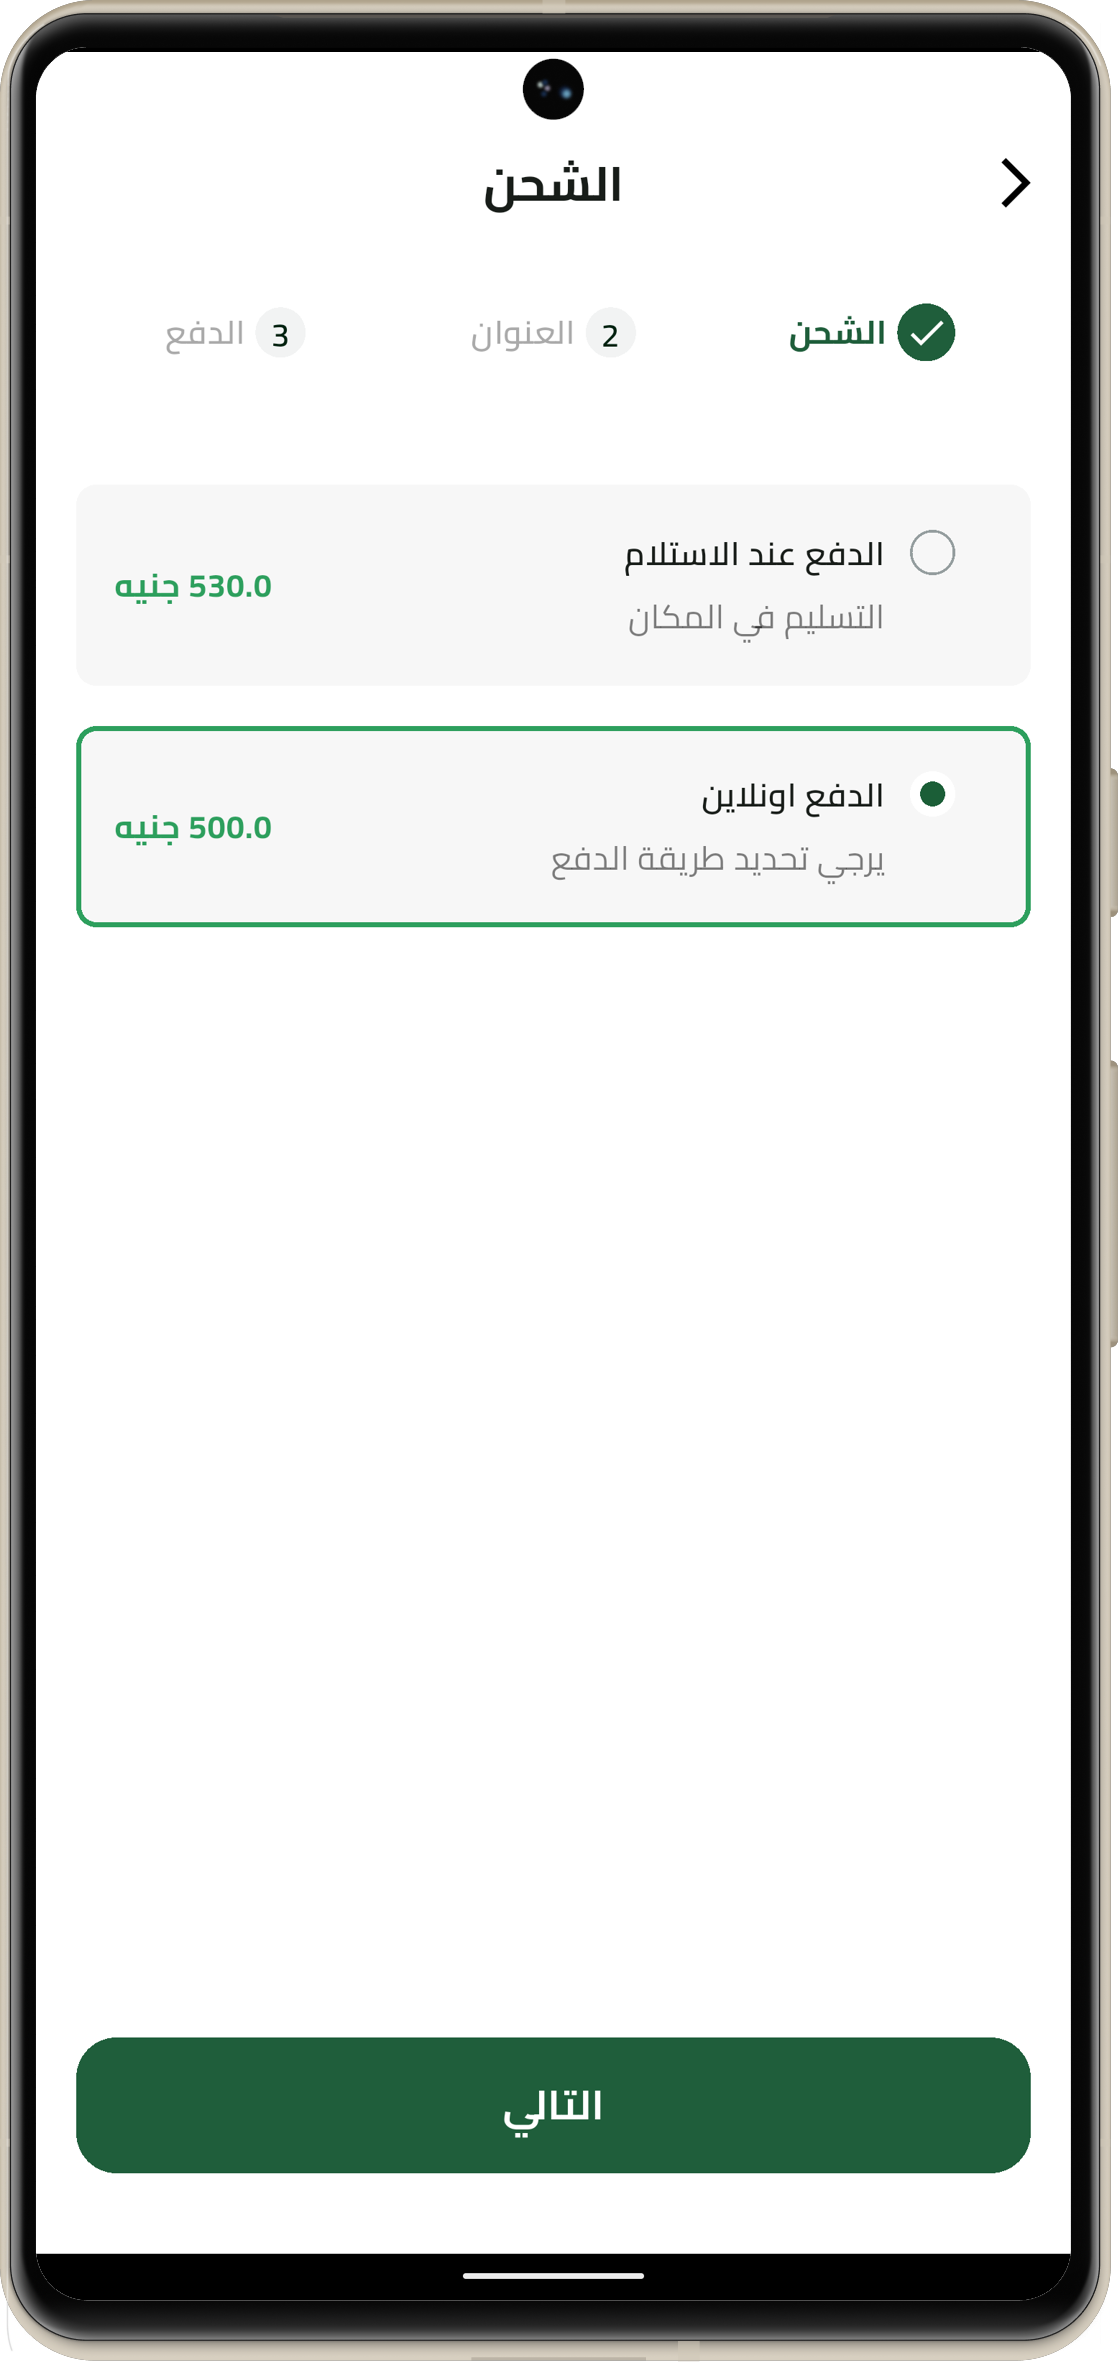 الشحن
الشحن
2 العنوان
3 الدفع
الدفع عند الاستلام
التسليم في المكان
530.0 جنيه
الدفع اونلاين
يرجي تحديد طريقة الدفع
500.0 جنيه
التالي